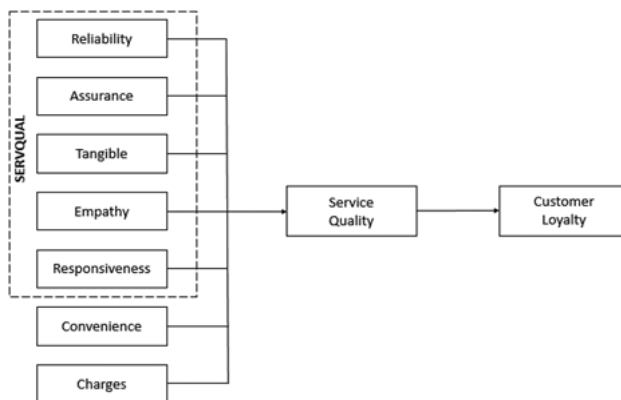 SERVQUAL
Reliability
Assurance
Tangible
Empathy
Responsiveness
Convenience
Charges
Service
Quality
Customer
Loyalty